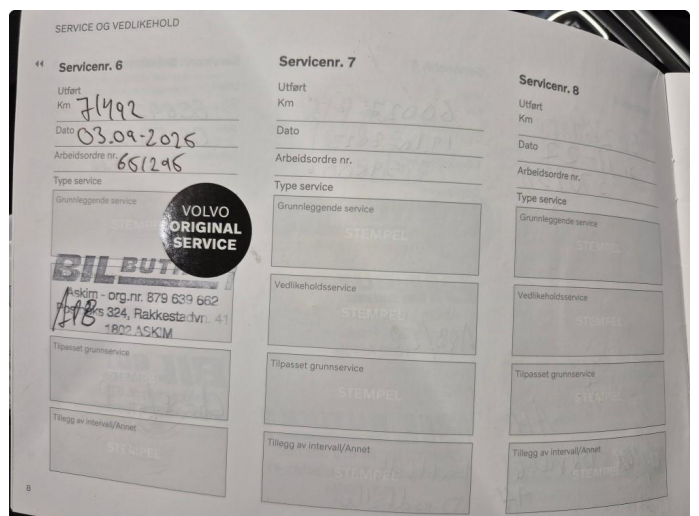 SERVICE OG VEDLIKEHOLD
Servicenr. 6
Utført
Km 71492
Dato 03.09-2025
Arbeidsordre nr. 661296
Type service
Grunnleggende service
VOLVO
ORIGINAL
SERVICE
BIL
Askim - org.nr. 879 639 662
324, Rakkestadvn. 41
1802 ASKIM
Tilpasset grunnservice
Tillegg av intervall/Annet
STEMPEL
8
Servicenr. 7
Utført
Km
Dato
Arbeidsordre nr.
Type service
Grunnleggende service
STEMPEL
Vedlikeholdsservice
STEMPEL
Tilpasset grunnservice
STEMPEL
Tillegg av intervall/Annet
STEMPEL
Servicenr. 8
Utført
Km
Dato
Arbeidsordre nr.
Type service
Grunnleggende service
STEMPEL
Vedlikeholdsservice
STEMPEL
Tilpasset grunnservice
STEMPEL
Tillegg av intervall/Annet
STEMPEL